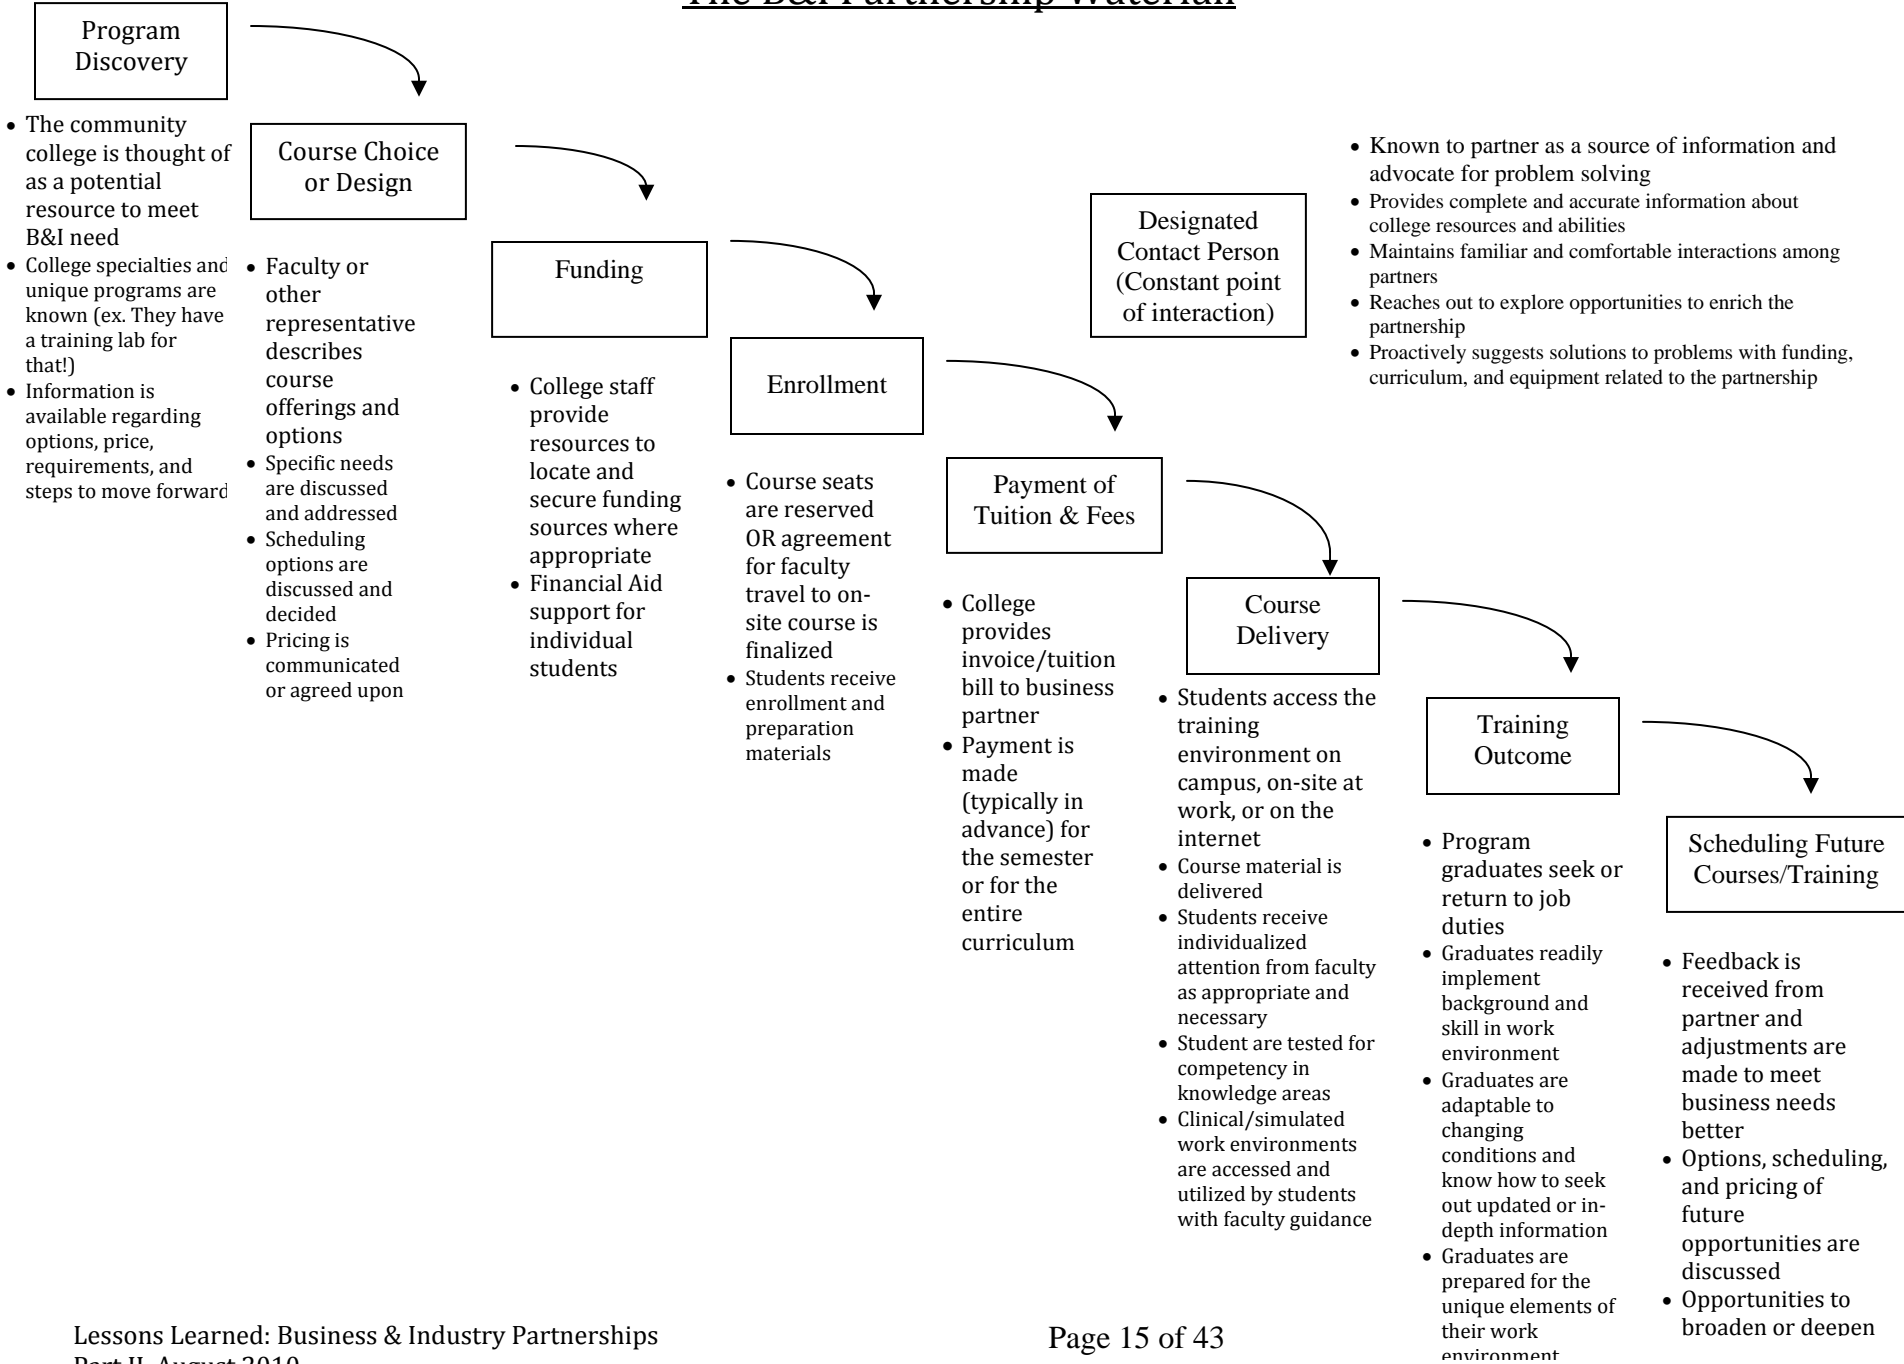 The B&I Partnership Waterfall
Program
Discovery
• The community
college is thought of
as a potential
resource to meet
B&I need
• College specialties and
unique programs are
known (ex. They have
a training lab for
that!)
• Information is
available regarding
options, price,
requirements, and
steps to move forward
Course Choice
or Design
• Faculty or
other
representative
describes
course
offerings and
options
• Specific needs
are discussed
and addressed
• Scheduling
options are
discussed and
decided
• Pricing is
communicated
or agreed upon
Funding
• College staff
provide
resources to
locate and
secure funding
sources where
appropriate
• Financial Aid
support for
individual
students
Enrollment
• Course seats
are reserved
OR agreement
for faculty
travel to on-
site course is
finalized
• Students receive
enrollment and
preparation
materials
Designated
Contact Person
(Constant point
of interaction)
• Known to partner as a source of information and
advocate for problem solving
• Provides complete and accurate information about
college resources and abilities
• Maintains familiar and comfortable interactions among
partners
• Reaches out to explore opportunities to enrich the
partnership
• Proactively suggests solutions to problems with funding,
curriculum, and equipment related to the partnership
Payment of
Tuition & Fees
• College
provides
invoice/tuition
bill to business
partner
• Payment is
made
(typically in
advance) for
the semester
or for the
entire
curriculum
Course
Delivery
• Students access the
training
environment on
campus, on-site at
work, or on the
internet
• Course material is
delivered
• Students receive
individualized
attention from faculty
as appropriate and
necessary
• Student are tested for
competency in
knowledge areas
• Clinical/simulated
work environments
are accessed and
utilized by students
with faculty guidance
Training
Outcome
• Program
graduates seek or
return to job
duties
• Graduates readily
implement
background and
skill in work
environment
• Graduates are
adaptable to
changing
conditions and
know how to seek
out updated or in-
depth information
• Graduates are
prepared for the
unique elements of
their work
environment
Scheduling Future
Courses/Training
• Feedback is
received from
partner and
adjustments are
made to meet
business needs
better
• Options, scheduling,
and pricing of
future
opportunities are
discussed
• Opportunities to
broaden or deepen
Lessons Learned: Business & Industry Partnerships
Part II, August 2010
Page 15 of 43